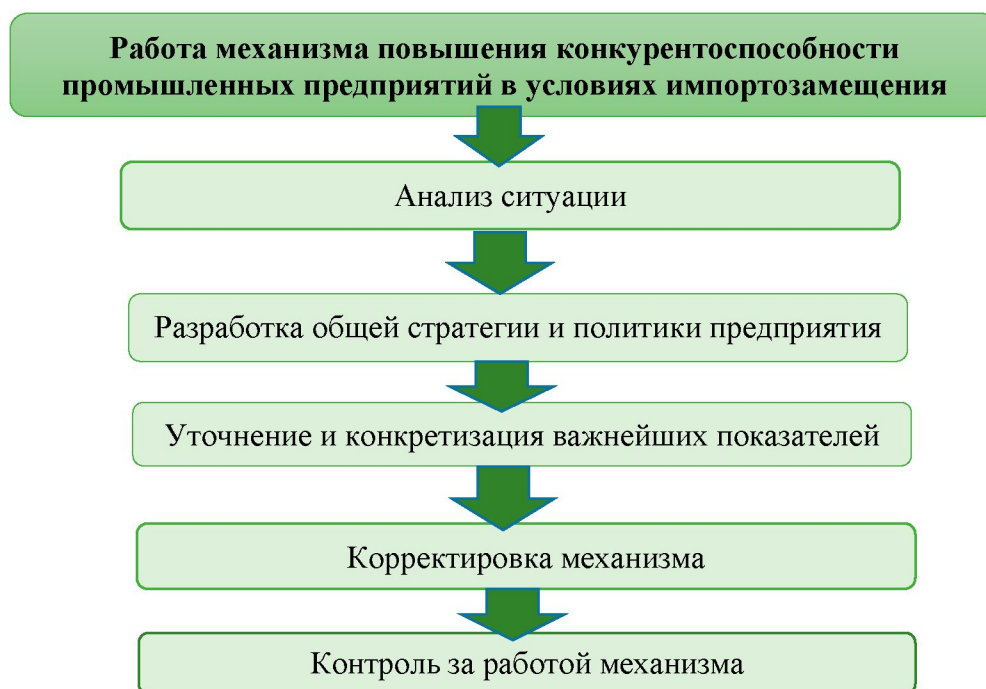 Работа механизма повышения конкурентоспособности
промышленных предприятий в условиях импортозамещения
Анализ ситуации
Разработка общей стратегии и политики предприятия
Уточнение и конкретизация важнейших показателей
Корректировка механизма
Контроль за работой механизма